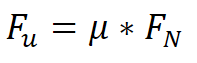 F_u = μ * F_N